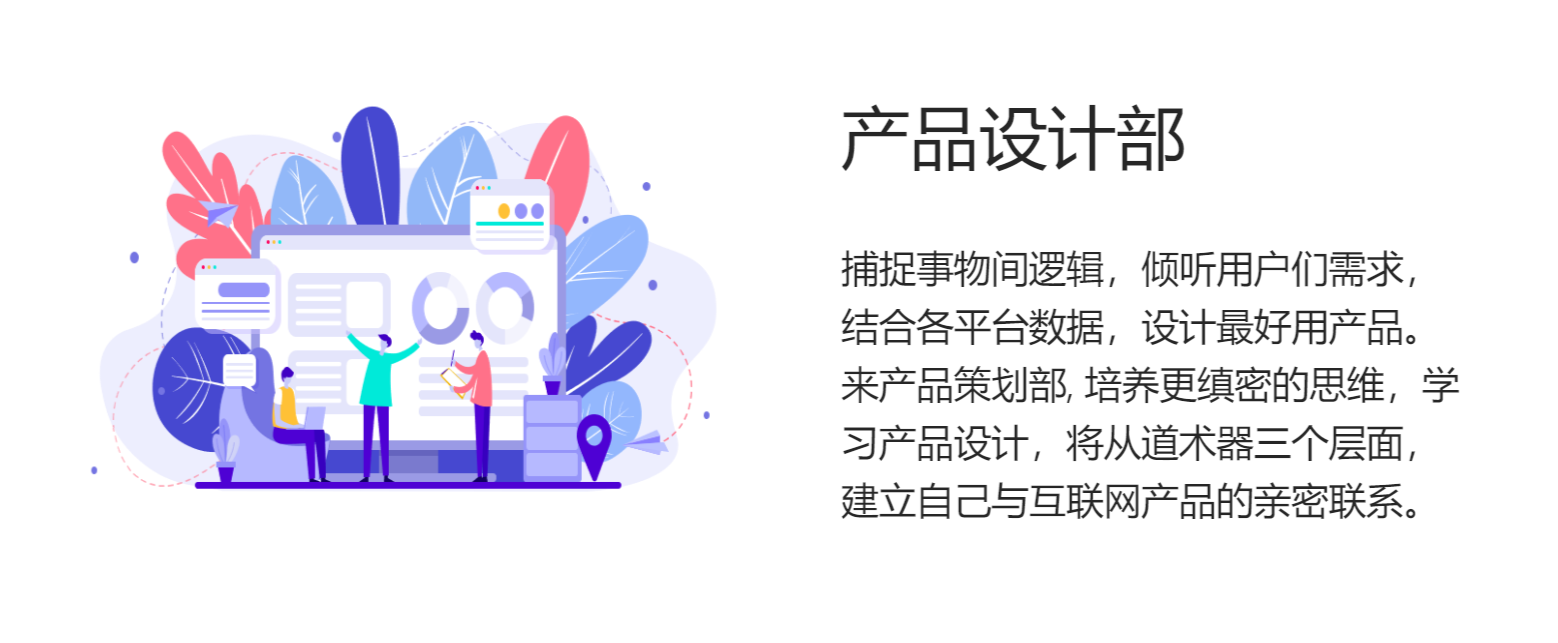 产品设计部
捕捉事物间逻辑，倾听用户们需求，
结合各平台数据，设计最好用产品。
来产品策划部, 培养更缜密的思维，学
习产品设计，将从道术器三个层面，
建立自己与互联网产品的亲密联系。